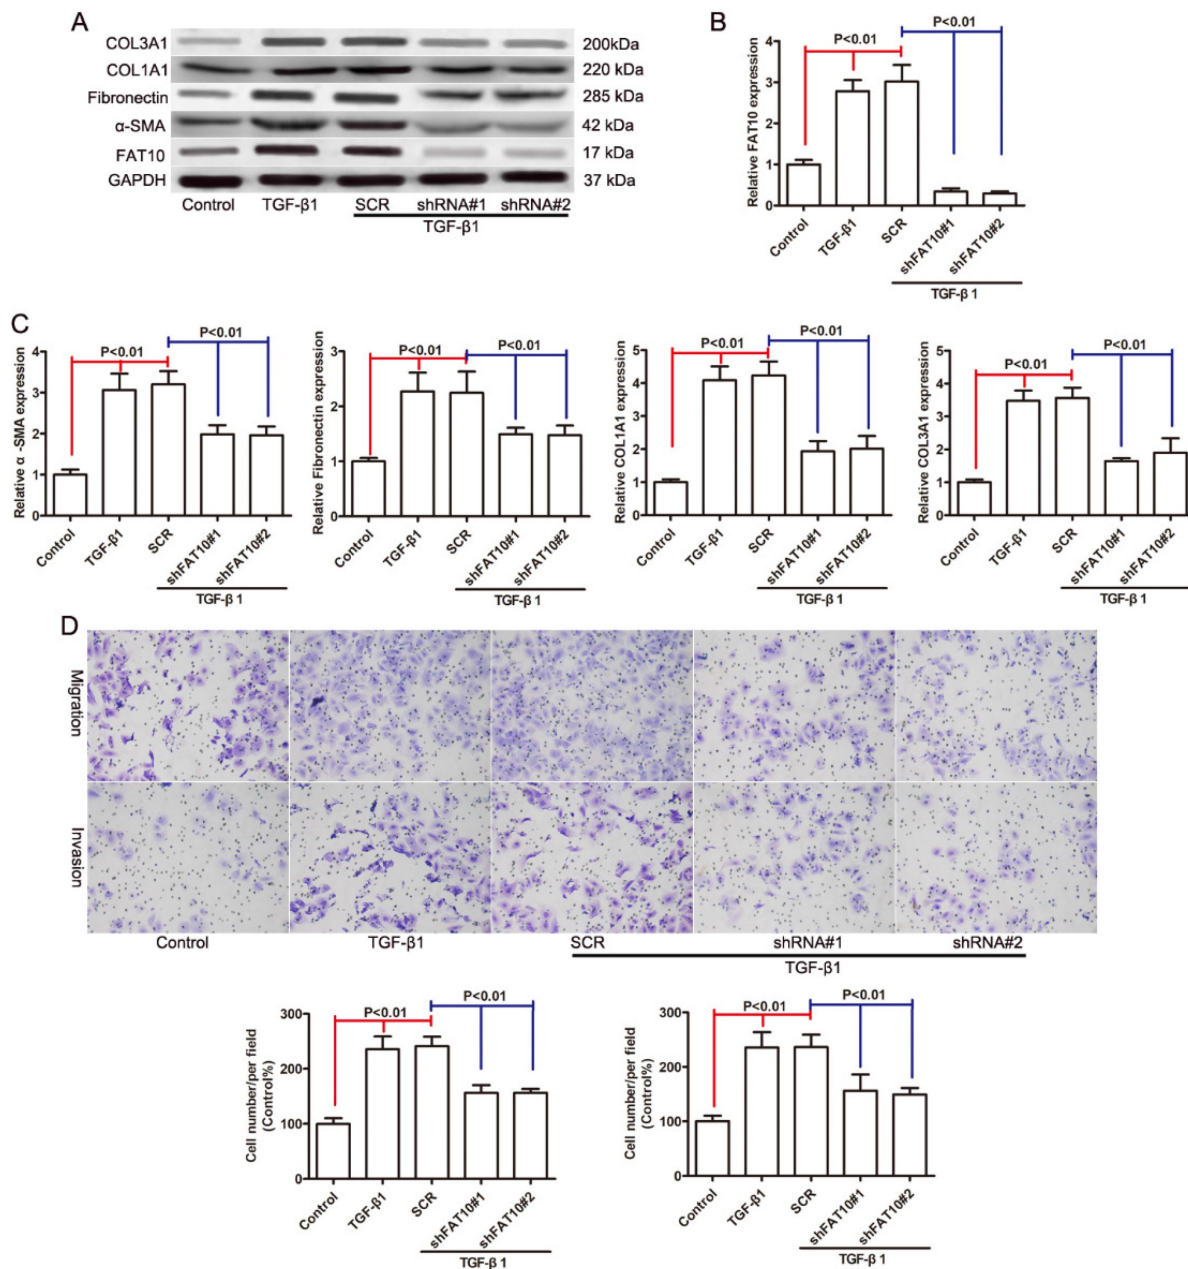 A
COL3A1 200kDa
COL1A1 220 kDa
Fibronectin 285 kDa
α-SMA 42 kDa
FAT10 17 kDa
GAPDH 37 kDa
Control TGF-β1 SCR shRNA#1 shRNA#2
TGF-β1
B
P<0.01
P<0.01
Relative FAT10 expression
4
3
2
1
0
Control TGF-β1 SCR shFAT10#1 shFAT10#2
TGF-β 1
C
P<0.01
P<0.01
Relative α -SMA expression
4
3
2
1
0
Control TGF-β1 SCR shFAT10#1 shFAT10#2
TGF-β 1
P<0.01
P<0.01
Relative Fibronectin expression
3
2
1
0
Control TGF-β1 SCR shFAT10#1 shFAT10#2
TGF-β 1
P<0.01
P<0.01
Relative COL1A1 expression
5
4
3
2
1
0
Control TGF-β1 SCR shFAT10#1 shFAT10#2
TGF-β 1
P<0.01
P<0.01
Relative COL3A1 expression
5
4
3
2
1
0
Control TGF-β1 SCR shFAT10#1 shFAT10#2
TGF-β 1
D
Migration
Invasion
Control TGF-β1 SCR shRNA#1 shRNA#2
TGF-β1
P<0.01
P<0.01
Cell number/per field
(Control%)
300
200
100
0
Control TGF-β1 SCR shFAT10#1 shFAT10#2
TGF-β 1
P<0.01
P<0.01
Cell number/per field
(Control%)
300
200
100
0
Control TGF-β1 SCR shFAT10#1 shFAT10#2
TGF-β 1